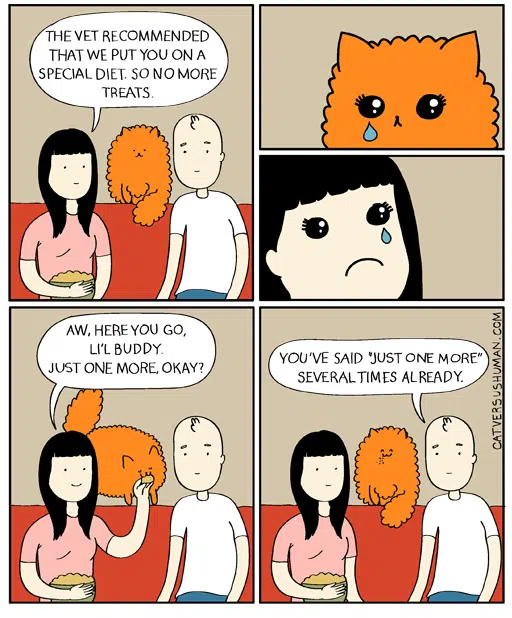 THE VET RECOMMENDED
THAT WE PUT YOU ON A
SPECIAL DIET. SO NO MORE
TREATS.
AW, HERE YOU GO,
LI'L BUDDY.
JUST ONE MORE, OKAY?
YOU'VE SAID "JUST ONE MORE"
SEVERAL TIMES ALREADY.
CATVERSUSHUMAN.COM